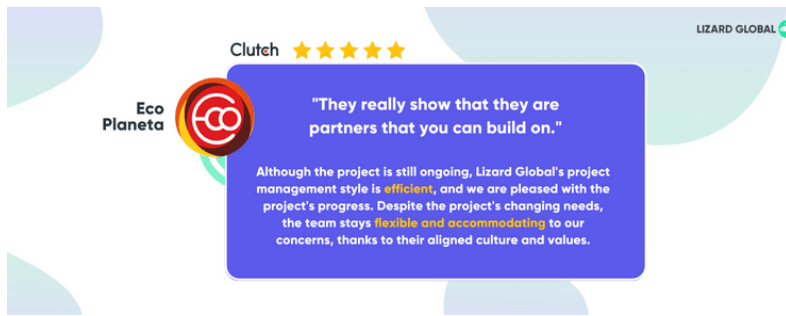 LIZARD GLOBAL
Clutch
Eco
Planeta
eco
"They really show that they are
partners that you can build on."
Although the project is still ongoing, Lizard Global's project
management style is efficient, and we are pleased with the
project's progress. Despite the project's changing needs,
the team stays flexible and accommodating to our
concerns, thanks to their aligned culture and values.